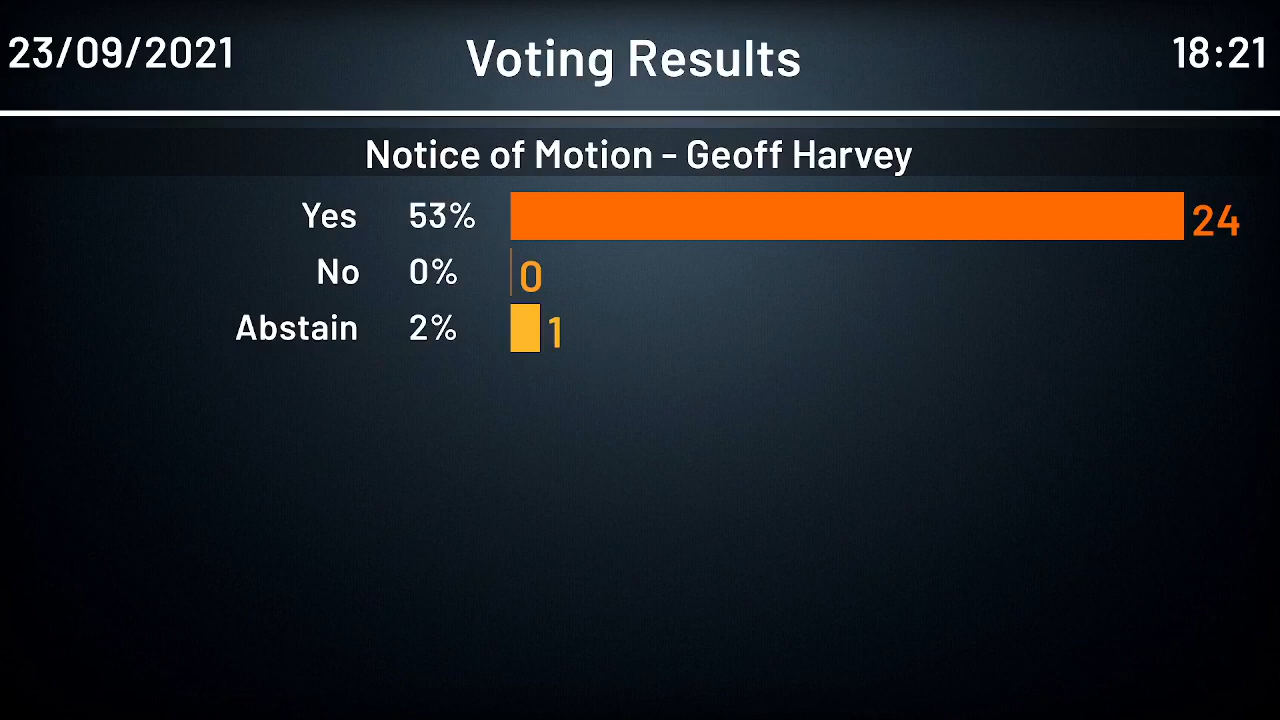 23/09/2021 Voting Results 18:21
Notice of Motion - Geoff Harvey
Yes 53% 24
No 0% 0
Abstain 2% 1